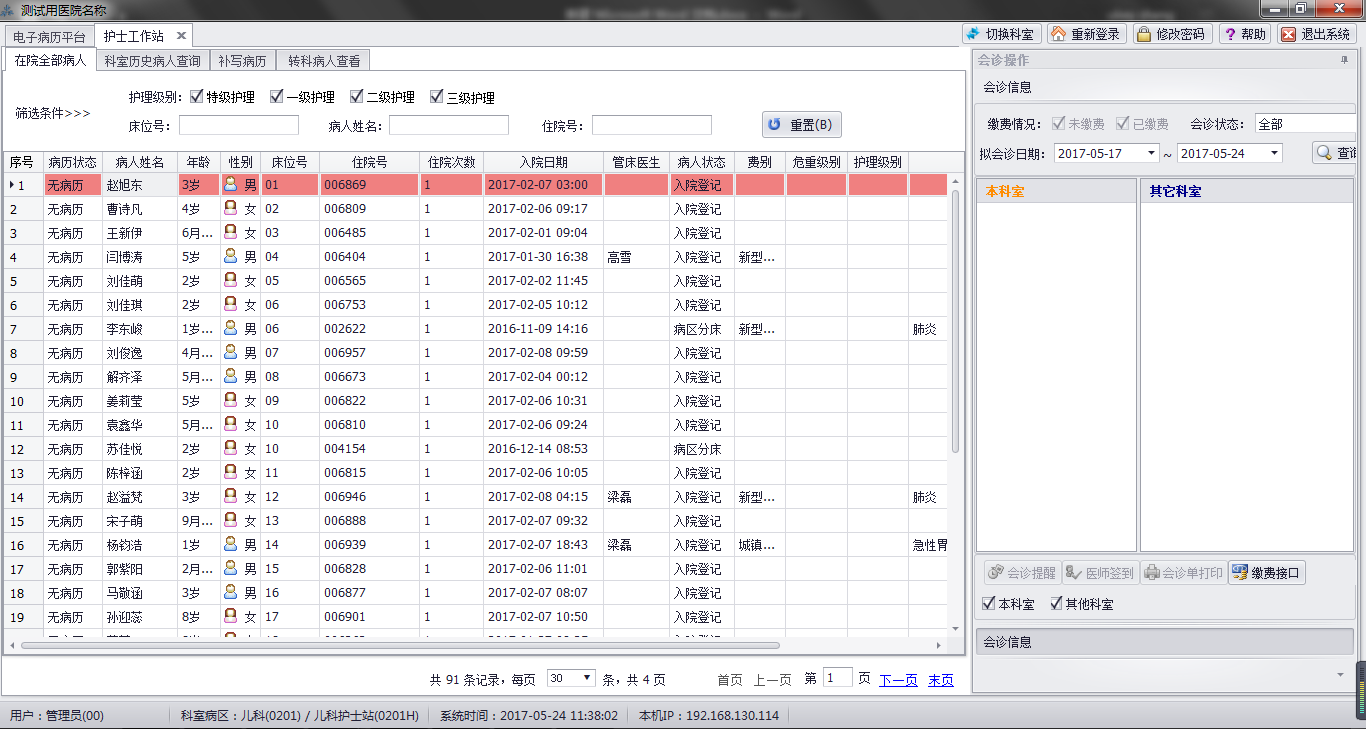 测试用医院名称
电子病历平台 护士工作站 切换科室 重新登录 修改密码 ? 帮助 退出系统
在院全部病人 科室历史病人查询 补写病历 转科病人查看
筛选条件>>>
护理级别: 特级护理 一级护理 二级护理 三级护理
床位号: 病人姓名: 住院号: 重置(B)
序号 病历状态 病人姓名 年龄 性别 床位号 住院号 住院次数 入院日期 管床医生 病人状态 费别 危重级别 护理级别
1 无病历 赵旭东 3岁 男 01 006869 1 2017-02-07 03:00 入院登记
2 无病历 曹诗凡 4岁 女 02 006809 1 2017-02-06 09:17 入院登记
3 无病历 王新伊 6月... 女 03 006485 1 2017-02-01 09:04 入院登记
4 无病历 闫博涛 5岁 男 04 006404 1 2017-01-30 16:38 高雪 入院登记 新型...
5 无病历 刘佳萌 2岁 女 05 006565 1 2017-02-02 11:45 入院登记
6 无病历 刘佳琪 2岁 女 06 006753 1 2017-02-05 10:12 入院登记
7 无病历 李东峻 1岁... 男 06 002622 1 2016-11-09 14:16 病区分床 新型... 肺炎
8 无病历 刘俊逸 4月... 男 07 006957 1 2017-02-08 09:59 入院登记
9 无病历 解齐泽 5月... 男 08 006673 1 2017-02-04 00:12 入院登记
10 无病历 姜莉莹 5岁 女 09 006822 1 2017-02-06 10:31 入院登记
11 无病历 袁鑫华 5月... 女 10 006810 1 2017-02-06 09:24 入院登记
12 无病历 苏佳悦 2岁 女 10 004154 1 2016-12-14 08:53 病区分床
13 无病历 陈梓涵 2岁 女 11 006815 1 2017-02-06 10:05 入院登记
14 无病历 赵溢梵 3岁 女 12 006946 1 2017-02-08 04:15 梁磊 入院登记 新型... 肺炎
15 无病历 宋子萌 9月... 女 13 006888 1 2017-02-07 09:32 入院登记
16 无病历 杨钧浩 1岁 男 14 006939 1 2017-02-07 18:43 梁磊 入院登记 城镇... 急性胃
17 无病历 郭紫阳 2月... 男 15 006828 1 2017-02-06 11:01 入院登记
18 无病历 马敬涵 3岁 男 16 006877 1 2017-02-07 08:07 入院登记
19 无病历 孙迎蕊 8岁 女 17 006901 1 2017-02-07 10:50 入院登记
共 91 条记录，每页 30 条，共 4 页 首页 上一页 第 1 页 下一页 末页
会诊操作
会诊信息
缴费情况: 未缴费 已缴费 会诊状态: 全部
拟会诊日期: 2017-05-17 ~ 2017-05-24 查询
本科室 其它科室
会诊提醒 医师签到 会诊单打印 缴费接口
本科室 其他科室
会诊信息
用户：管理员(00) 科室病区：儿科(0201) / 儿科护士站(0201H) 系统时间：2017-05-24 11:38:02 本机IP：192.168.130.114